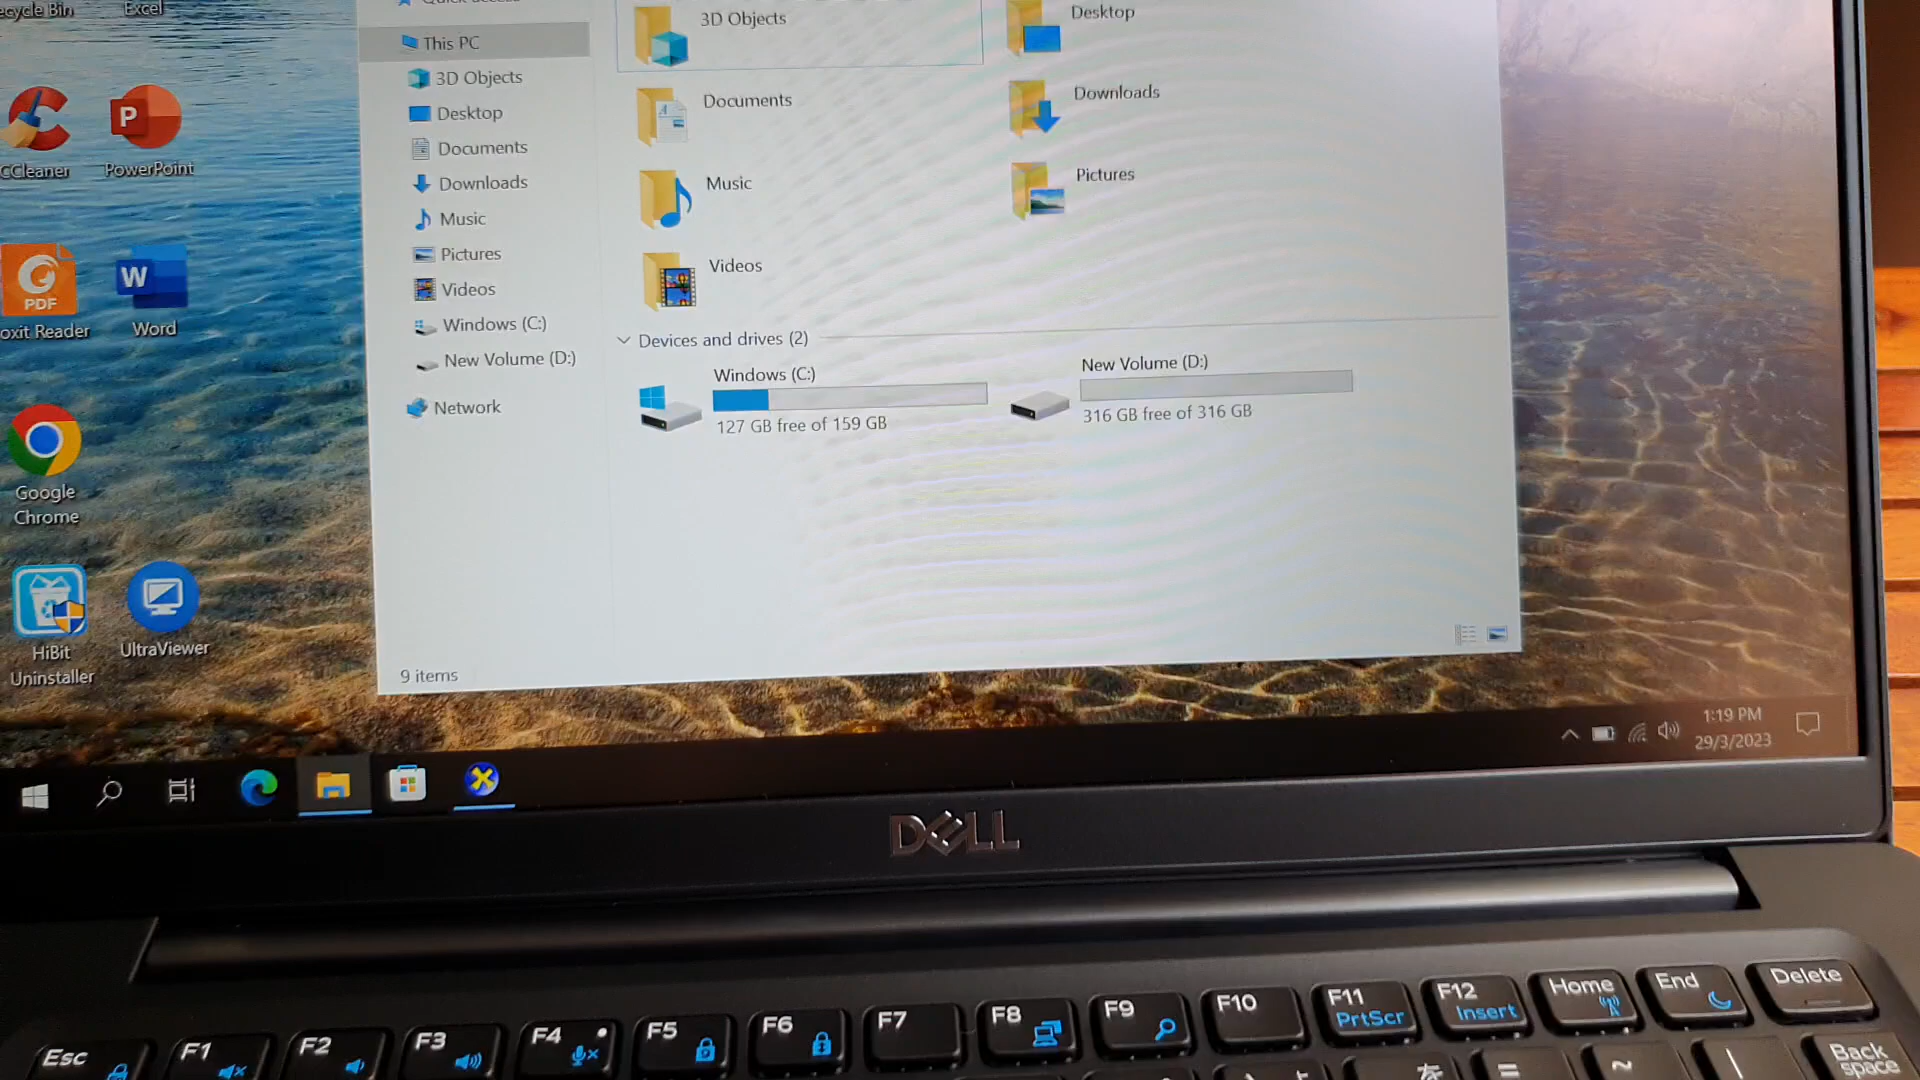 ecycle Bin
Excel
CCleaner
P
PowerPoint
PDF
oxit Reader
W
Word
Google
Chrome
HiBit
Uninstaller
UltraViewer
Quick access
This PC
3D Objects
Desktop
Documents
Downloads
Music
Pictures
Videos
Windows (C:)
New Volume (D:)
Network
3D Objects
Desktop
Documents
Downloads
Music
Pictures
Videos
Devices and drives (2)
Windows (C:)
127 GB free of 159 GB
New Volume (D:)
316 GB free of 316 GB
9 items
1:19 PM
29/3/2023
DELL
Esc
F1
F2
F3
F4
F5
F6
F7
F8
F9
F10
F11
PrtScr
F12
Insert
Home
End
Delete
=
~
Back
space